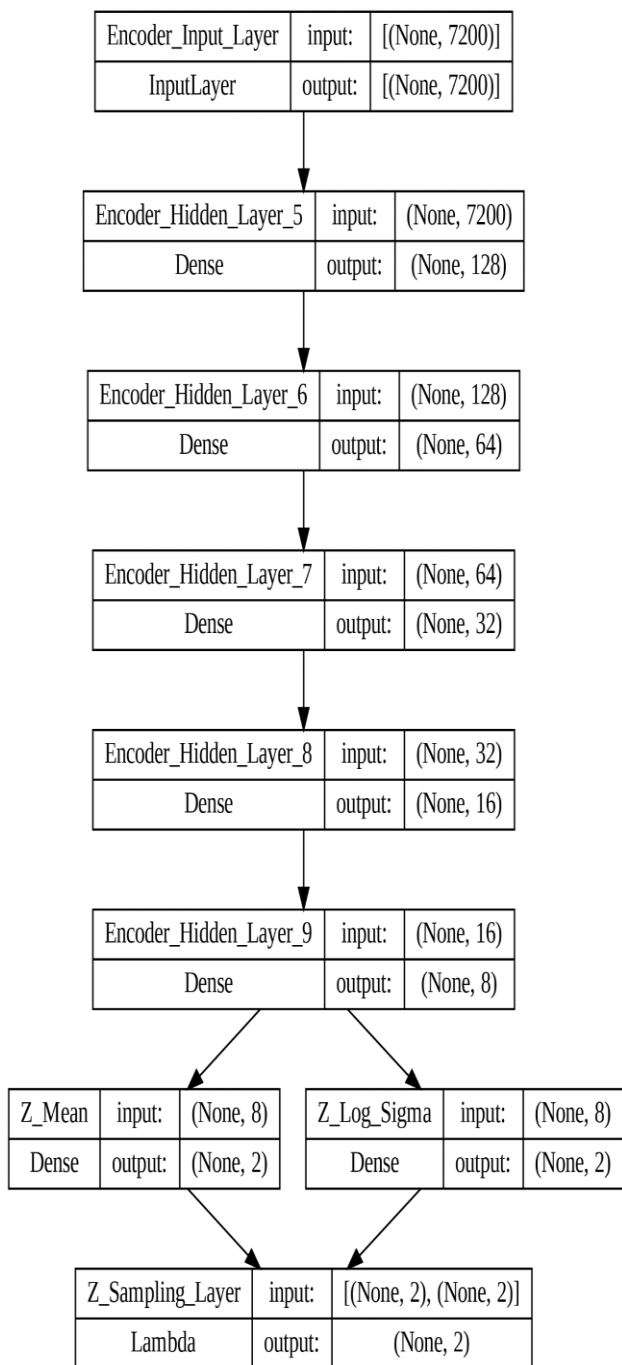 Encoder_Input_Layer input: [(None, 7200)]
InputLayer output: [(None, 7200)]
Encoder_Hidden_Layer_5 input: (None, 7200)
Dense output: (None, 128)
Encoder_Hidden_Layer_6 input: (None, 128)
Dense output: (None, 64)
Encoder_Hidden_Layer_7 input: (None, 64)
Dense output: (None, 32)
Encoder_Hidden_Layer_8 input: (None, 32)
Dense output: (None, 16)
Encoder_Hidden_Layer_9 input: (None, 16)
Dense output: (None, 8)
Z_Mean input: (None, 8)
Dense output: (None, 2)
Z_Log_Sigma input: (None, 8)
Dense output: (None, 2)
Z_Sampling_Layer input: [(None, 2), (None, 2)]
Lambda output: (None, 2)